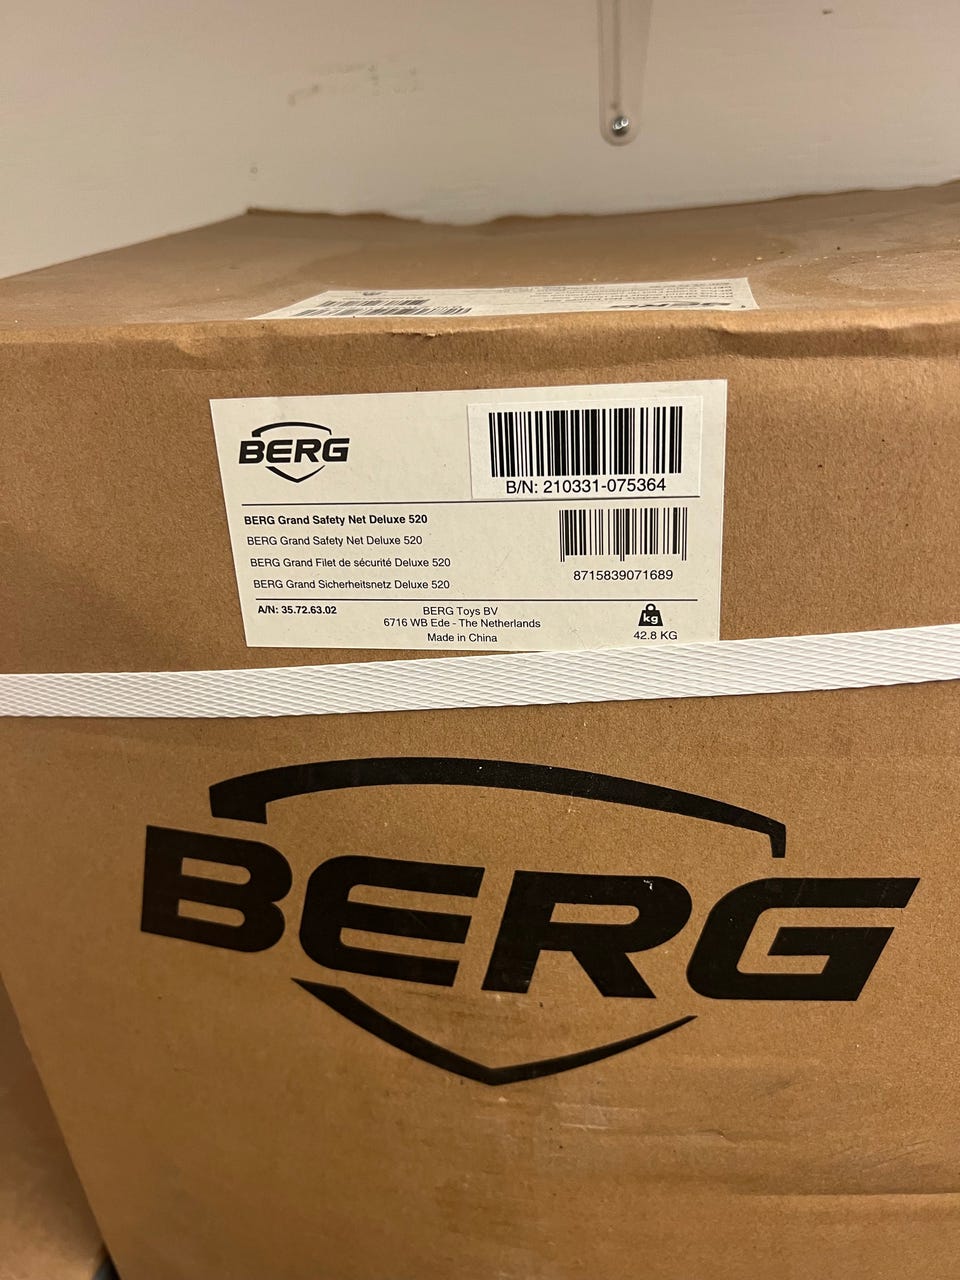 BERG
BERG
B/N: 210331-075364
BERG Grand Safety Net Deluxe 520
BERG Grand Safety Net Deluxe 520
BERG Grand Filet de sécurité Deluxe 520
BERG Grand Sicherheitsnetz Deluxe 520
8715839071689
A/N: 35.72.63.02
BERG Toys BV
6716 WB Ede - The Netherlands
Made in China
kg
42.8 KG
BERG